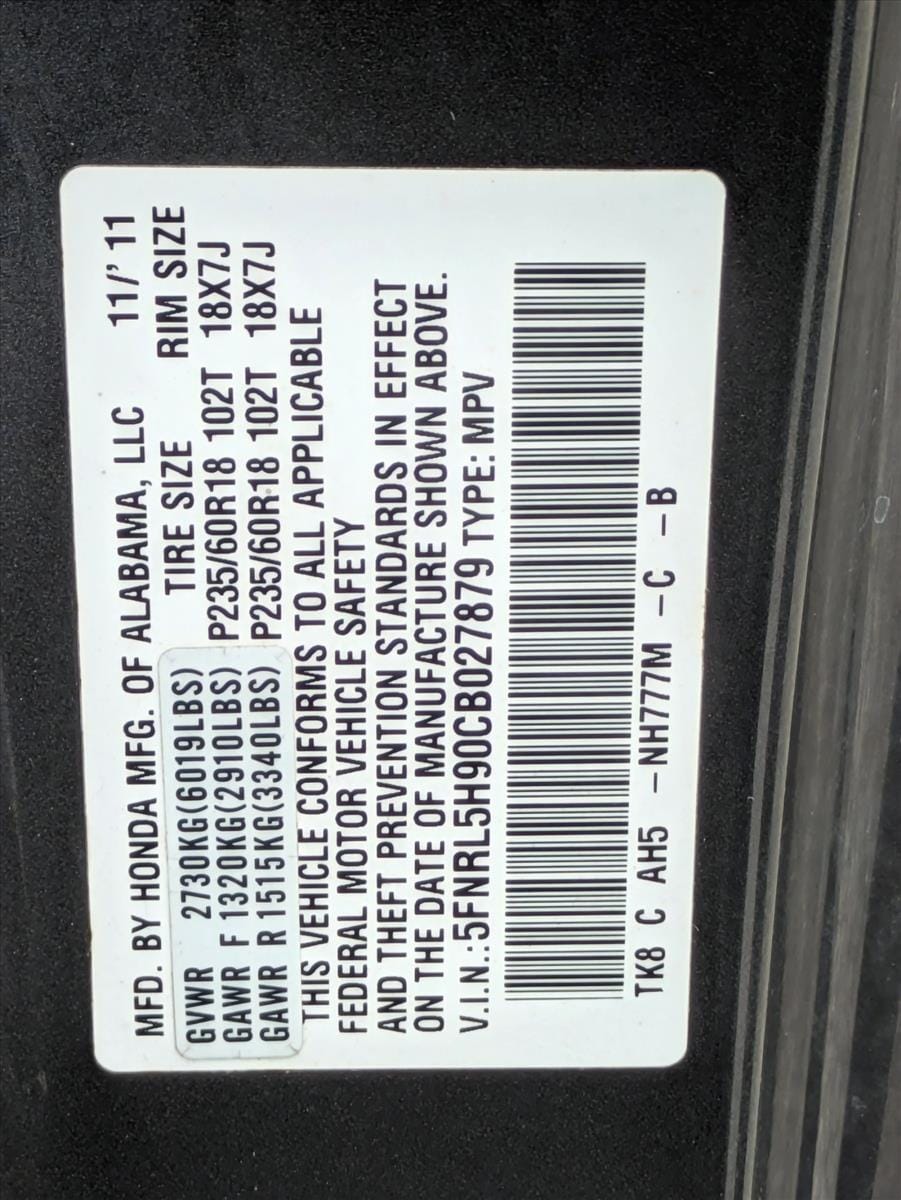 MFD. BY HONDA MFG. OF ALABAMA, LLC 11/'11
TIRE SIZE RIM SIZE
GVWR 2730KG(6019LBS)
GAWR F 1320KG(2910LBS) P235/60R18 102T 18X7J
GAWR R 1515KG(3340LBS) P235/60R18 102T 18X7J
THIS VEHICLE CONFORMS TO ALL APPLICABLE
FEDERAL MOTOR VEHICLE SAFETY
AND THEFT PREVENTION STANDARDS IN EFFECT
ON THE DATE OF MANUFACTURE SHOWN ABOVE.
V.I.N.:5FNRL5H90CB027879 TYPE: MPV
TK8 C AH5 -NH777M -C -B